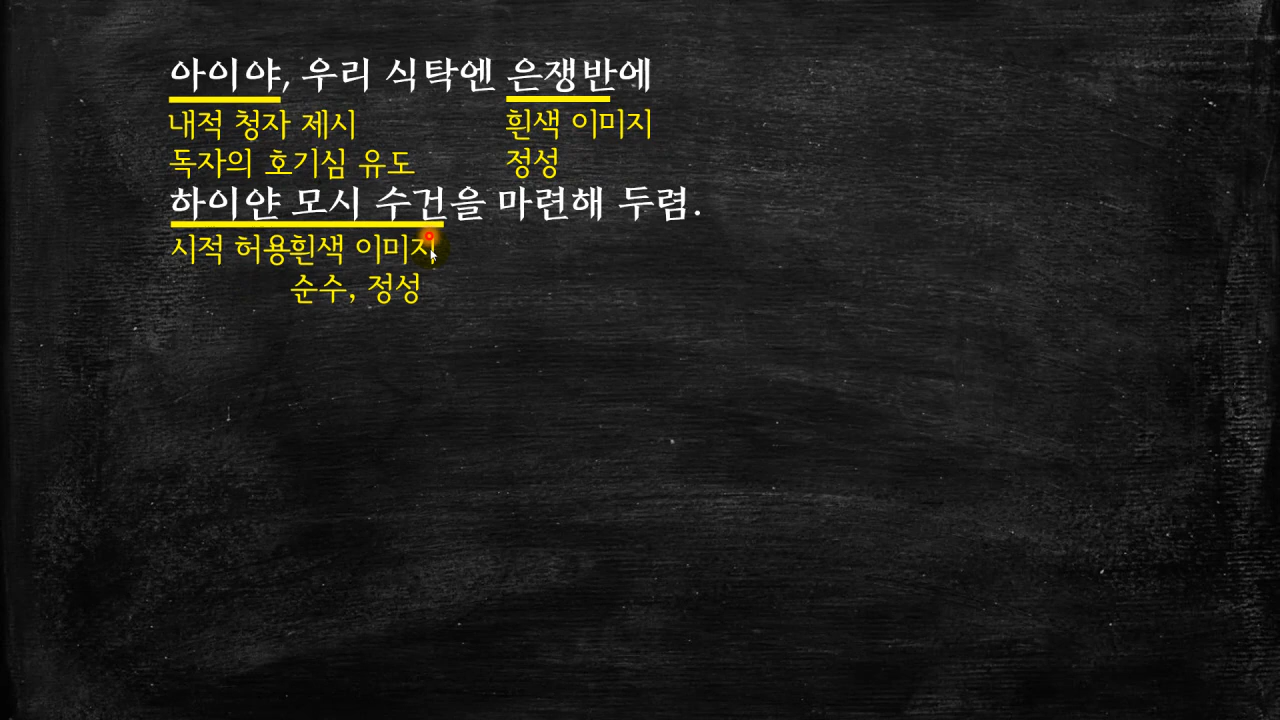 아이야, 우리 식탁엔 은쟁반에
내적 청자 제시 흰색 이미지
독자의 호기심 유도 정성
하이얀 모시 수건을 마련해 두렴.
시적 허용흰색 이미지
순수, 정성